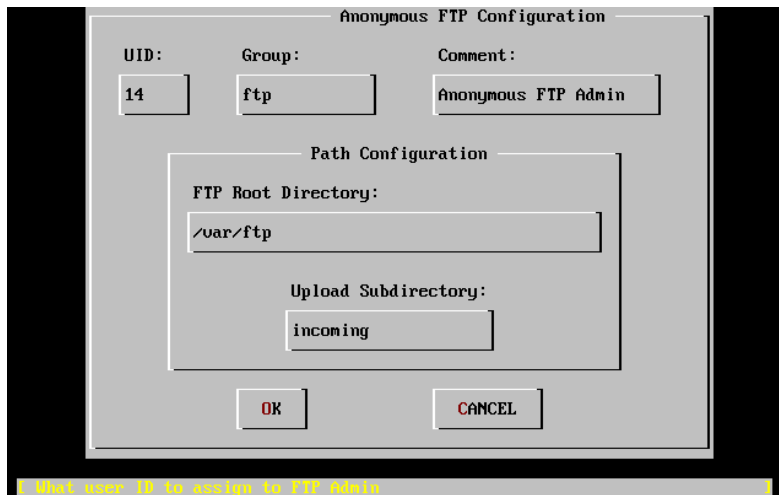 Anonymous FTP Configuration
UID: Group: Comment:
14 ftp Anonymous FTP Admin
Path Configuration
FTP Root Directory:
/var/ftp
Upload Subdirectory:
incoming
OK CANCEL
[ What user ID to assign to FTP Admin ]